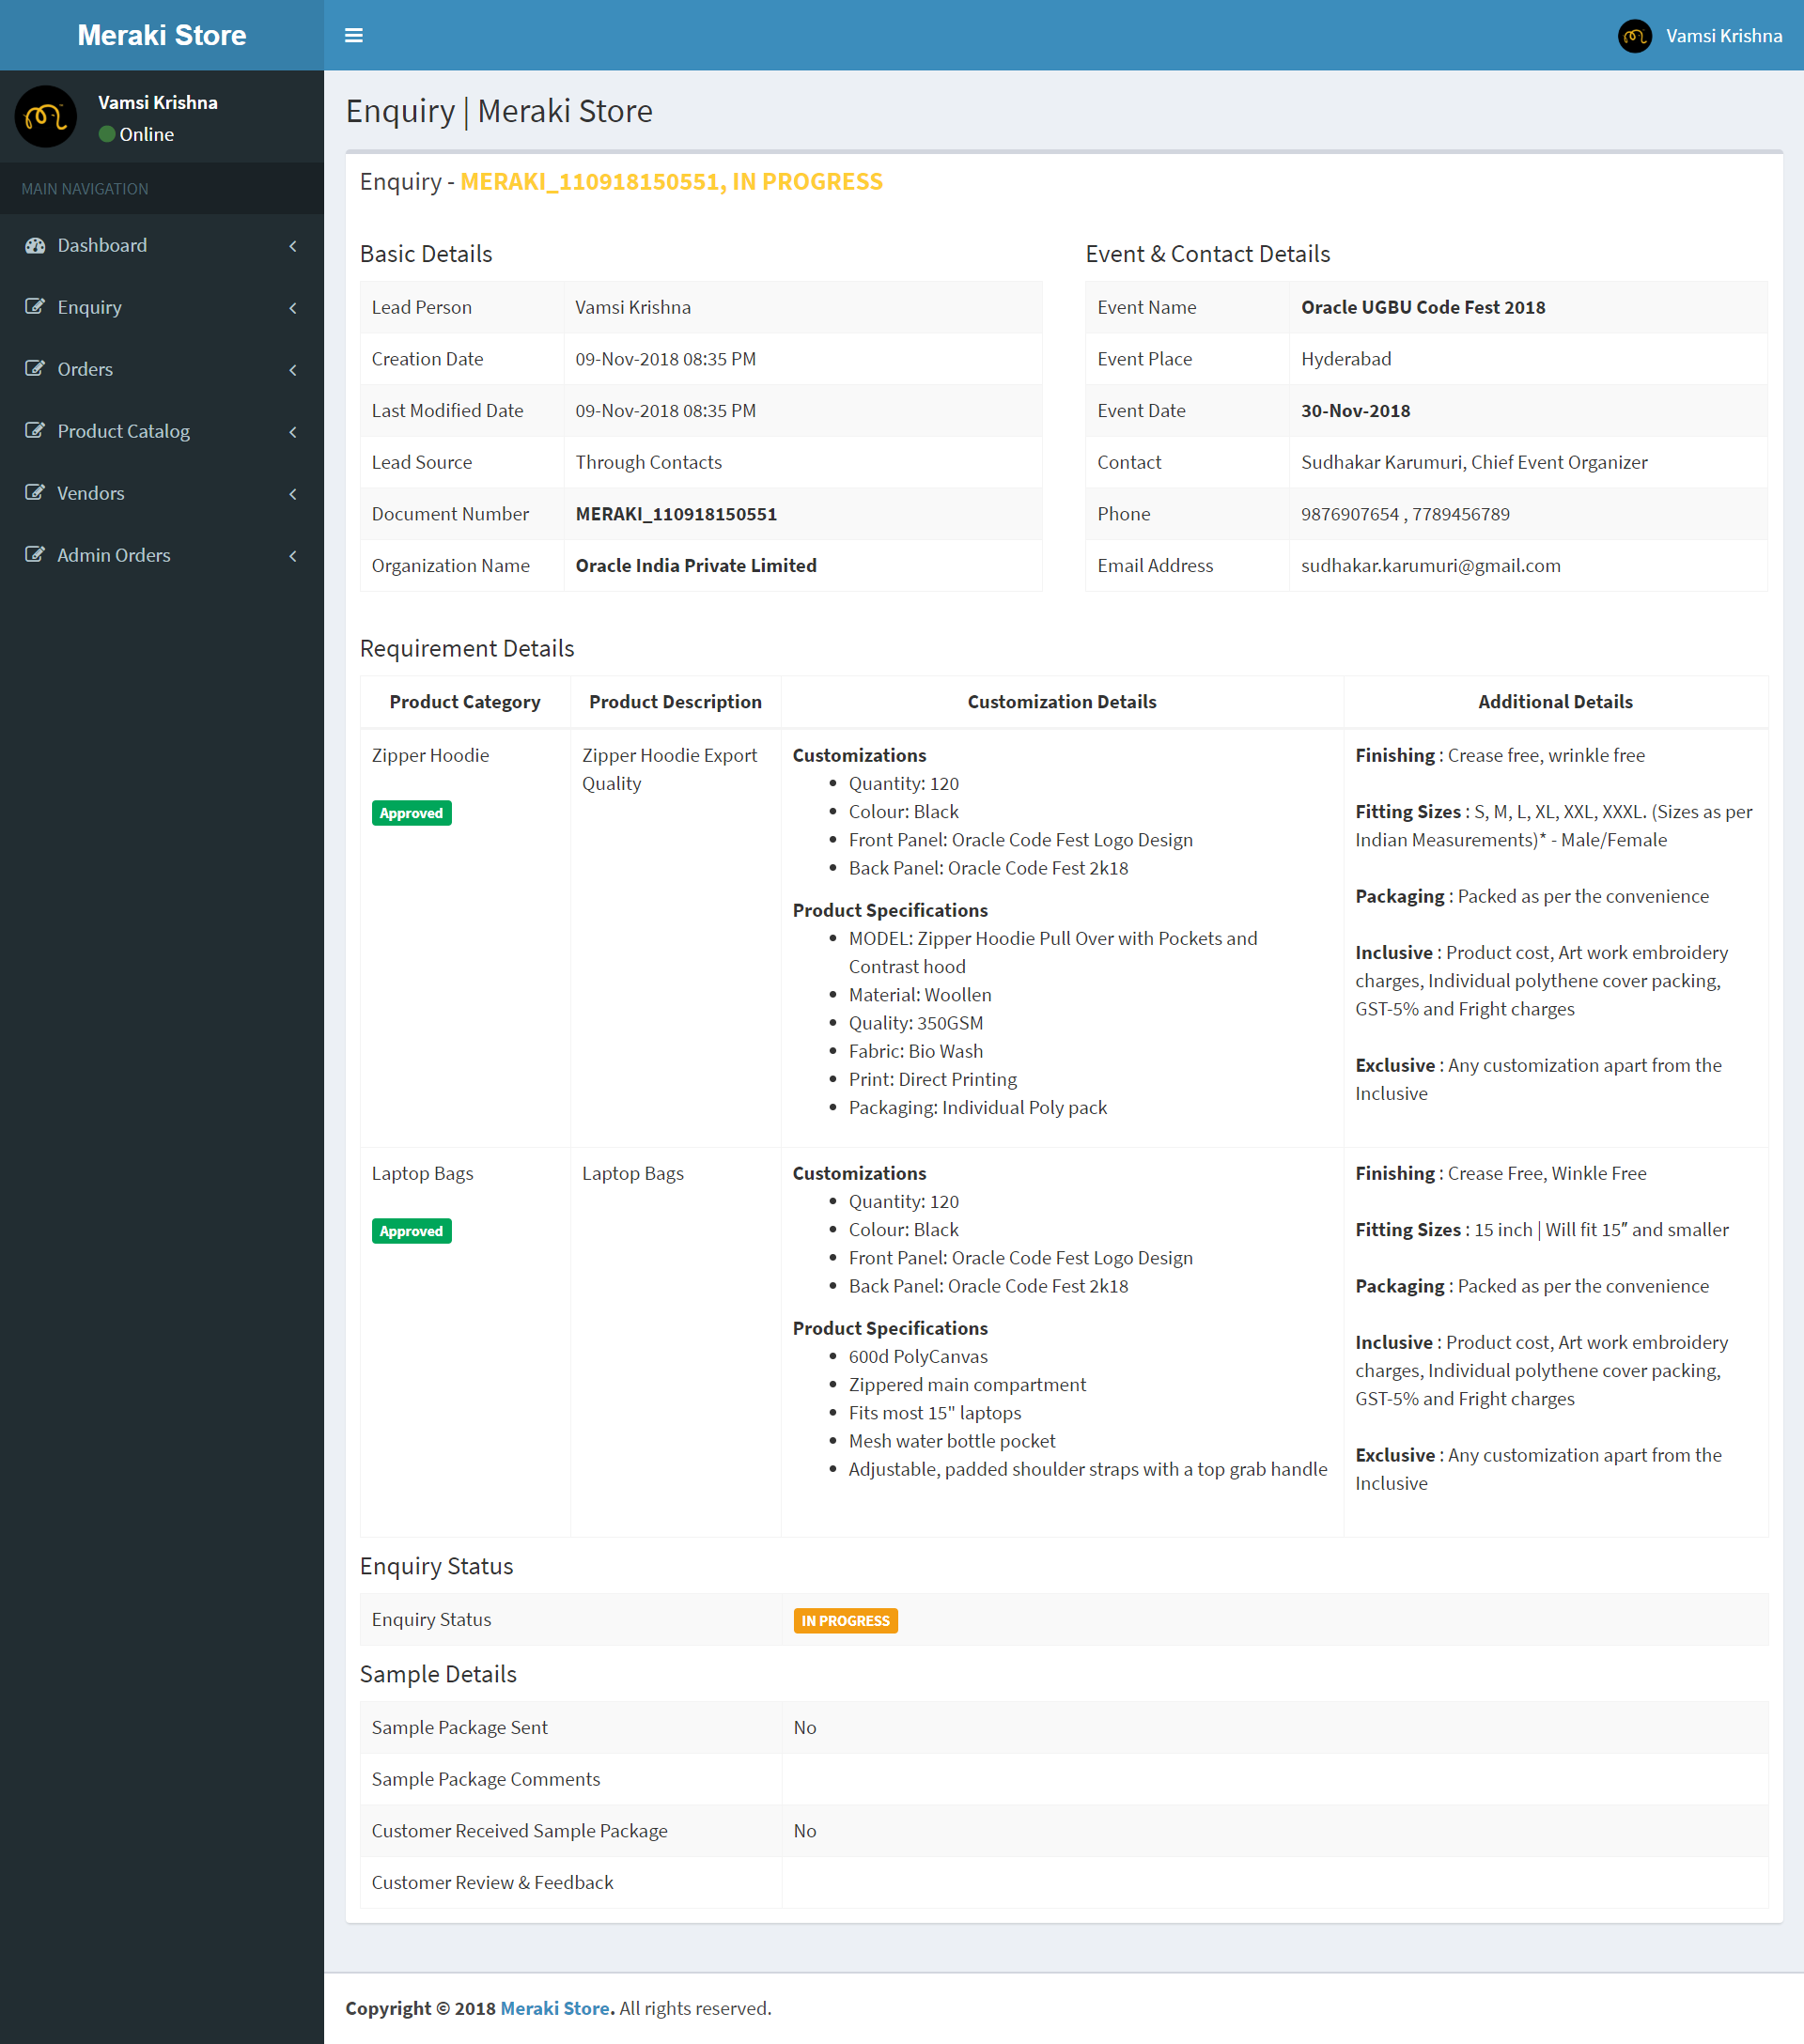 Meraki Store
Vamsi Krishna
Vamsi Krishna
Online
MAIN NAVIGATION
Dashboard
Enquiry
Orders
Product Catalog
Vendors
Admin Orders
Enquiry | Meraki Store
Enquiry - MERAKI_110918150551, IN PROGRESS
Basic Details
Lead Person Vamsi Krishna
Creation Date 09-Nov-2018 08:35 PM
Last Modified Date 09-Nov-2018 08:35 PM
Lead Source Through Contacts
Document Number MERAKI_110918150551
Organization Name Oracle India Private Limited
Event & Contact Details
Event Name Oracle UGBU Code Fest 2018
Event Place Hyderabad
Event Date 30-Nov-2018
Contact Sudhakar Karumuri, Chief Event Organizer
Phone 9876907654 , 7789456789
Email Address sudhakar.karumuri@gmail.com
Requirement Details
Product Category Product Description Customization Details Additional Details
Zipper Hoodie
Approved
Zipper Hoodie Export
Quality
Customizations
• Quantity: 120
• Colour: Black
• Front Panel: Oracle Code Fest Logo Design
• Back Panel: Oracle Code Fest 2k18
Product Specifications
• MODEL: Zipper Hoodie Pull Over with Pockets and
Contrast hood
• Material: Woollen
• Quality: 350GSM
• Fabric: Bio Wash
• Print: Direct Printing
• Packaging: Individual Poly pack
Finishing : Crease free, wrinkle free
Fitting Sizes : S, M, L, XL, XXL, XXXL. (Sizes as per
Indian Measurements)* - Male/Female
Packaging : Packed as per the convenience
Inclusive : Product cost, Art work embroidery
charges, Individual polythene cover packing,
GST-5% and Fright charges
Exclusive : Any customization apart from the
Inclusive
Laptop Bags
Approved
Laptop Bags
Customizations
• Quantity: 120
• Colour: Black
• Front Panel: Oracle Code Fest Logo Design
• Back Panel: Oracle Code Fest 2k18
Product Specifications
• 600d PolyCanvas
• Zippered main compartment
• Fits most 15" laptops
• Mesh water bottle pocket
• Adjustable, padded shoulder straps with a top grab handle
Finishing : Crease Free, Winkle Free
Fitting Sizes : 15 inch | Will fit 15″ and smaller
Packaging : Packed as per the convenience
Inclusive : Product cost, Art work embroidery
charges, Individual polythene cover packing,
GST-5% and Fright charges
Exclusive : Any customization apart from the
Inclusive
Enquiry Status
Enquiry Status IN PROGRESS
Sample Details
Sample Package Sent No
Sample Package Comments
Customer Received Sample Package No
Customer Review & Feedback
Copyright © 2018 Meraki Store. All rights reserved.